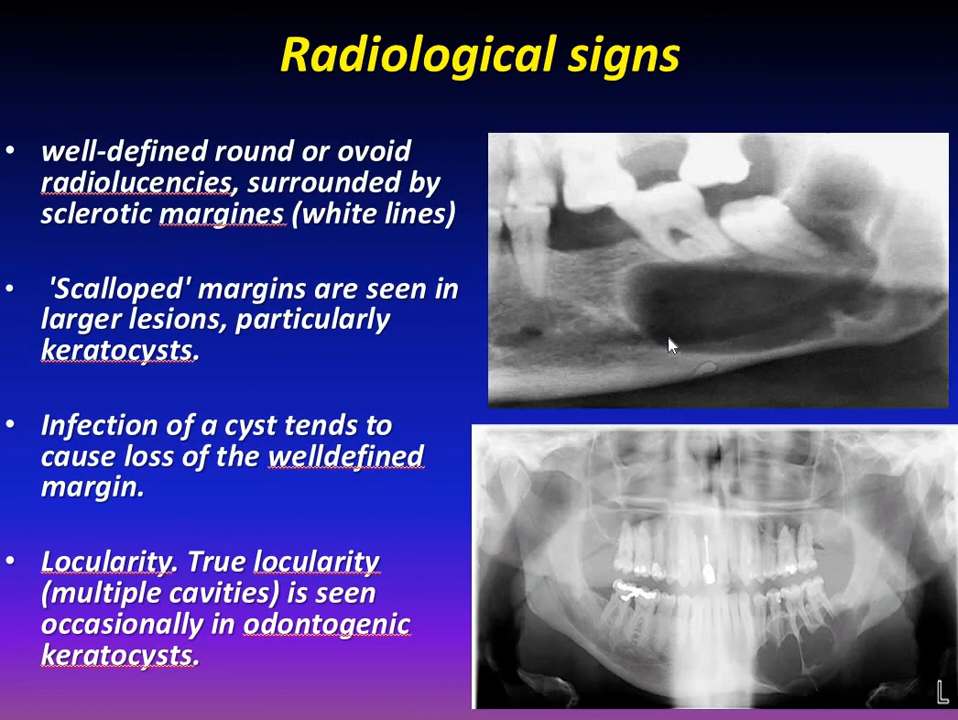 Radiological signs
• well-defined round or ovoid
radiolucencies, surrounded by
sclerotic margines (white lines)
• 'Scalloped' margins are seen in
larger lesions, particularly
keratocysts.
• Infection of a cyst tends to
cause loss of the welldefined
margin.
• Locularity. True locularity
(multiple cavities) is seen
occasionally in odontogenic
keratocysts.
L